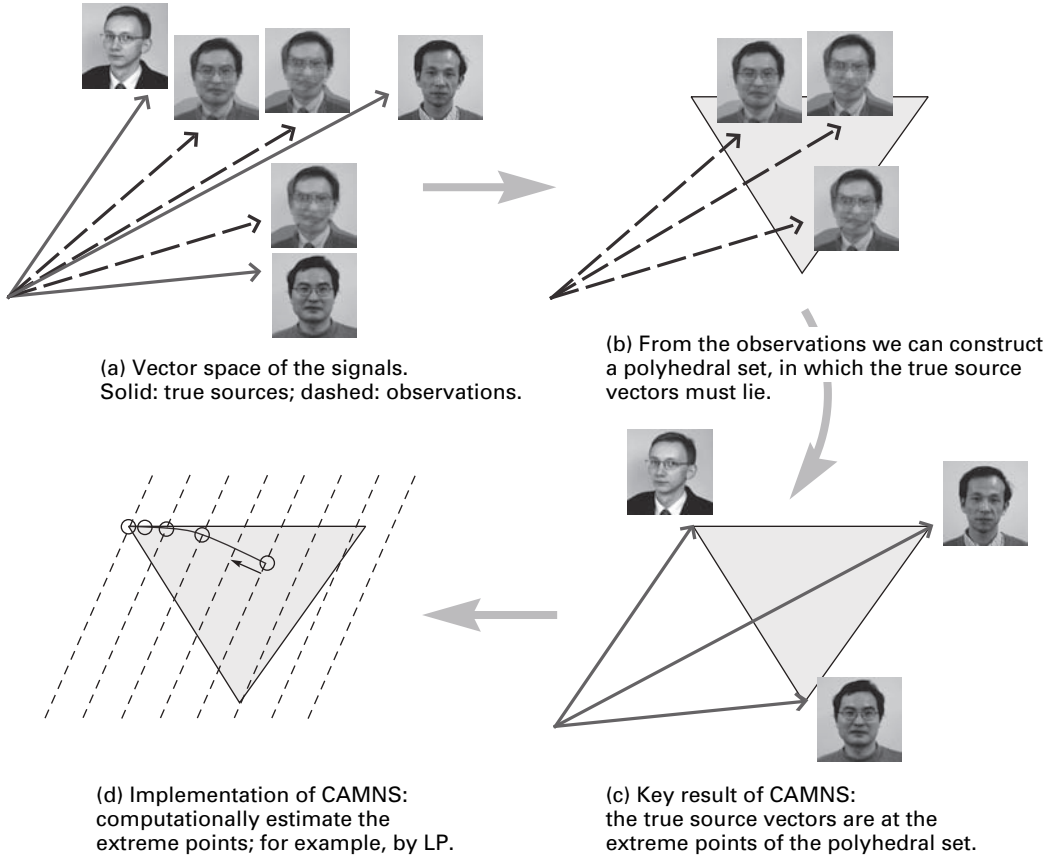 (a) Vector space of the signals.
Solid: true sources; dashed: observations.
(b) From the observations we can construct
a polyhedral set, in which the true source
vectors must lie.
(d) Implementation of CAMNS:
computationally estimate the
extreme points; for example, by LP.
(c) Key result of CAMNS:
the true source vectors are at the
extreme points of the polyhedral set.